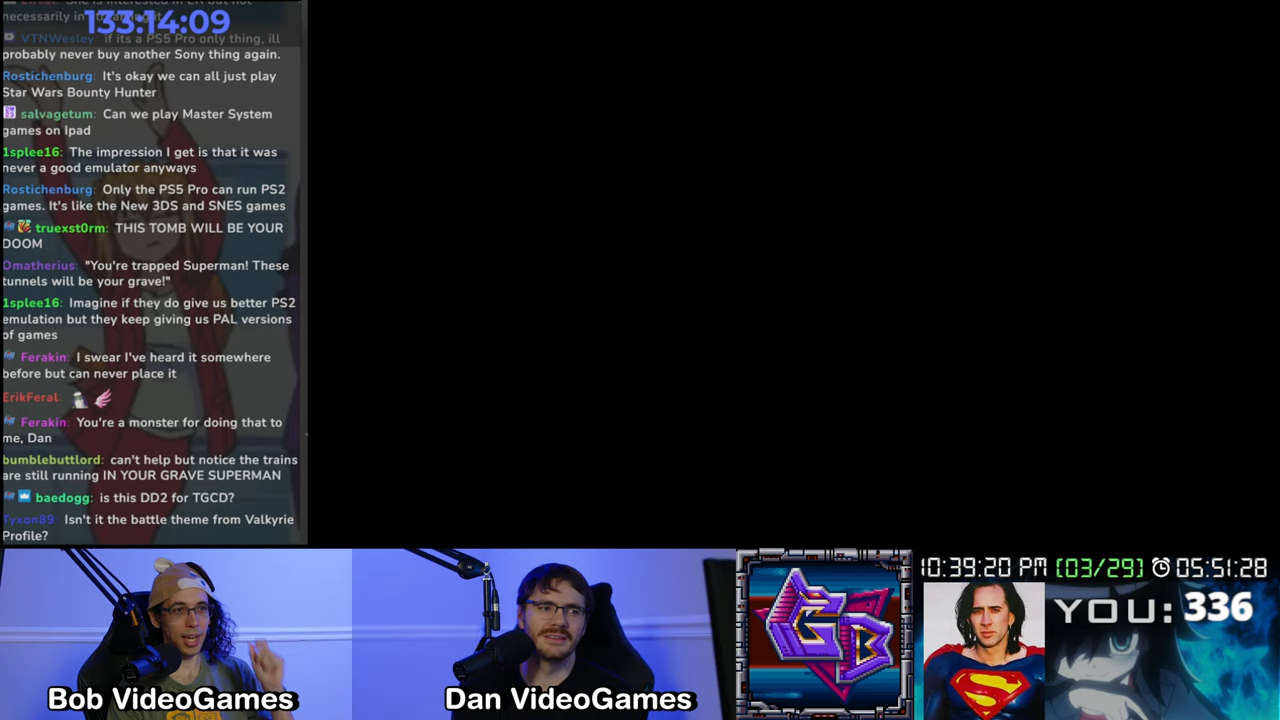 necessarily in streaming it
133:14:09
VTNWesley: if its a PS5 Pro only thing, ill
probably never buy another Sony thing again.
Rostichenburg: It's okay we can all just play
Star Wars Bounty Hunter
salvagetum: Can we play Master System
games on Ipad
1splee16: The impression I get is that it was
never a good emulator anyways
Rostichenburg: Only the PS5 Pro can run PS2
games. It's like the New 3DS and SNES games
truexst0rm: THIS TOMB WILL BE YOUR
DOOM
Omatherius: "You're trapped Superman! These
tunnels will be your grave!"
1splee16: Imagine if they do give us better PS2
emulation but they keep giving us PAL versions
of games
Ferakin: I swear I've heard it somewhere
before but can never place it
ErikFeral:
Ferakin: You're a monster for doing that to
me, Dan
bumblebuttlord: can't help but notice the trains
are still running IN YOUR GRAVE SUPERMAN
baedogg: is this DD2 for TGCD?
Tyxon89: Isn't it the battle theme from Valkyrie
Profile?
Bob VideoGames
Dan VideoGames
GB
10:39:20 PM [03/29] 05:51:28
YOU: 336